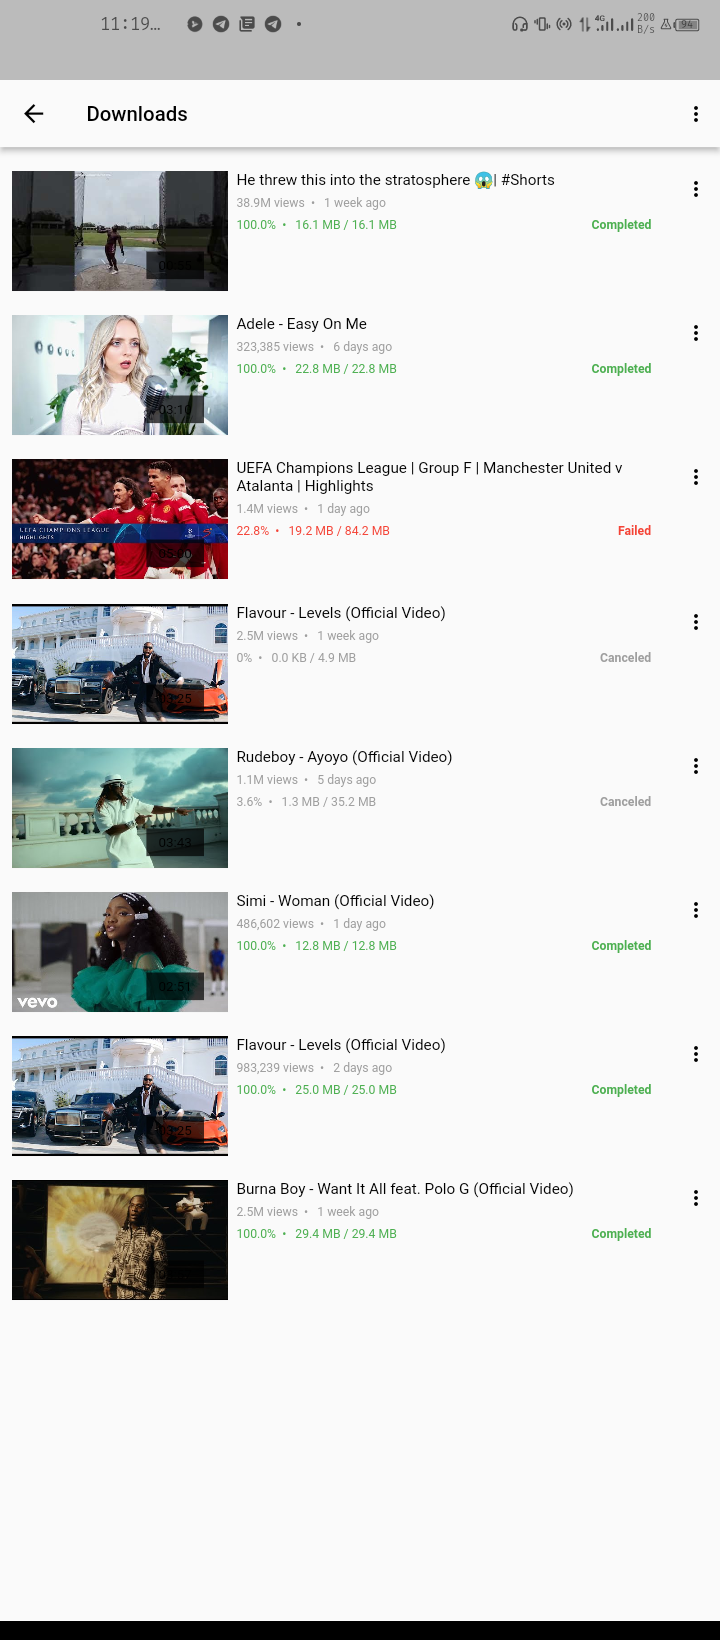 11:19...
4G
200
B/s
94
Downloads
He threw this into the stratosphere 😱| #Shorts
38.9M views • 1 week ago
100.0% • 16.1 MB / 16.1 MB Completed
Adele - Easy On Me
323,385 views • 6 days ago
100.0% • 22.8 MB / 22.8 MB Completed
03:10
UEFA Champions League | Group F | Manchester United v
Atalanta | Highlights
1.4M views • 1 day ago
22.8% • 19.2 MB / 84.2 MB Failed
UEFA CHAMPIONS LEAGUE
HIGHLIGHTS
05:00
Flavour - Levels (Official Video)
2.5M views • 1 week ago
0% • 0.0 KB / 4.9 MB Canceled
03:25
Rudeboy - Ayoyo (Official Video)
1.1M views • 5 days ago
3.6% • 1.3 MB / 35.2 MB Canceled
03:43
Simi - Woman (Official Video)
486,602 views • 1 day ago
100.0% • 12.8 MB / 12.8 MB Completed
02:51
vevo
Flavour - Levels (Official Video)
983,239 views • 2 days ago
100.0% • 25.0 MB / 25.0 MB Completed
03:25
Burna Boy - Want It All feat. Polo G (Official Video)
2.5M views • 1 week ago
100.0% • 29.4 MB / 29.4 MB Completed